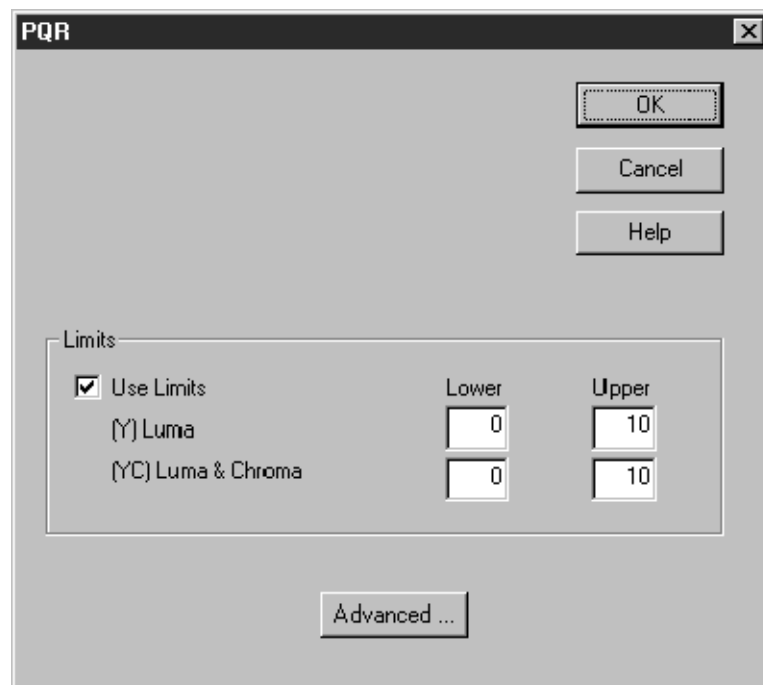 PQR
OK
Cancel
Help
Limits
Use Limits Lower Upper
(Y) Luma 0 10
(YC) Luma & Chroma 0 10
Advanced ...